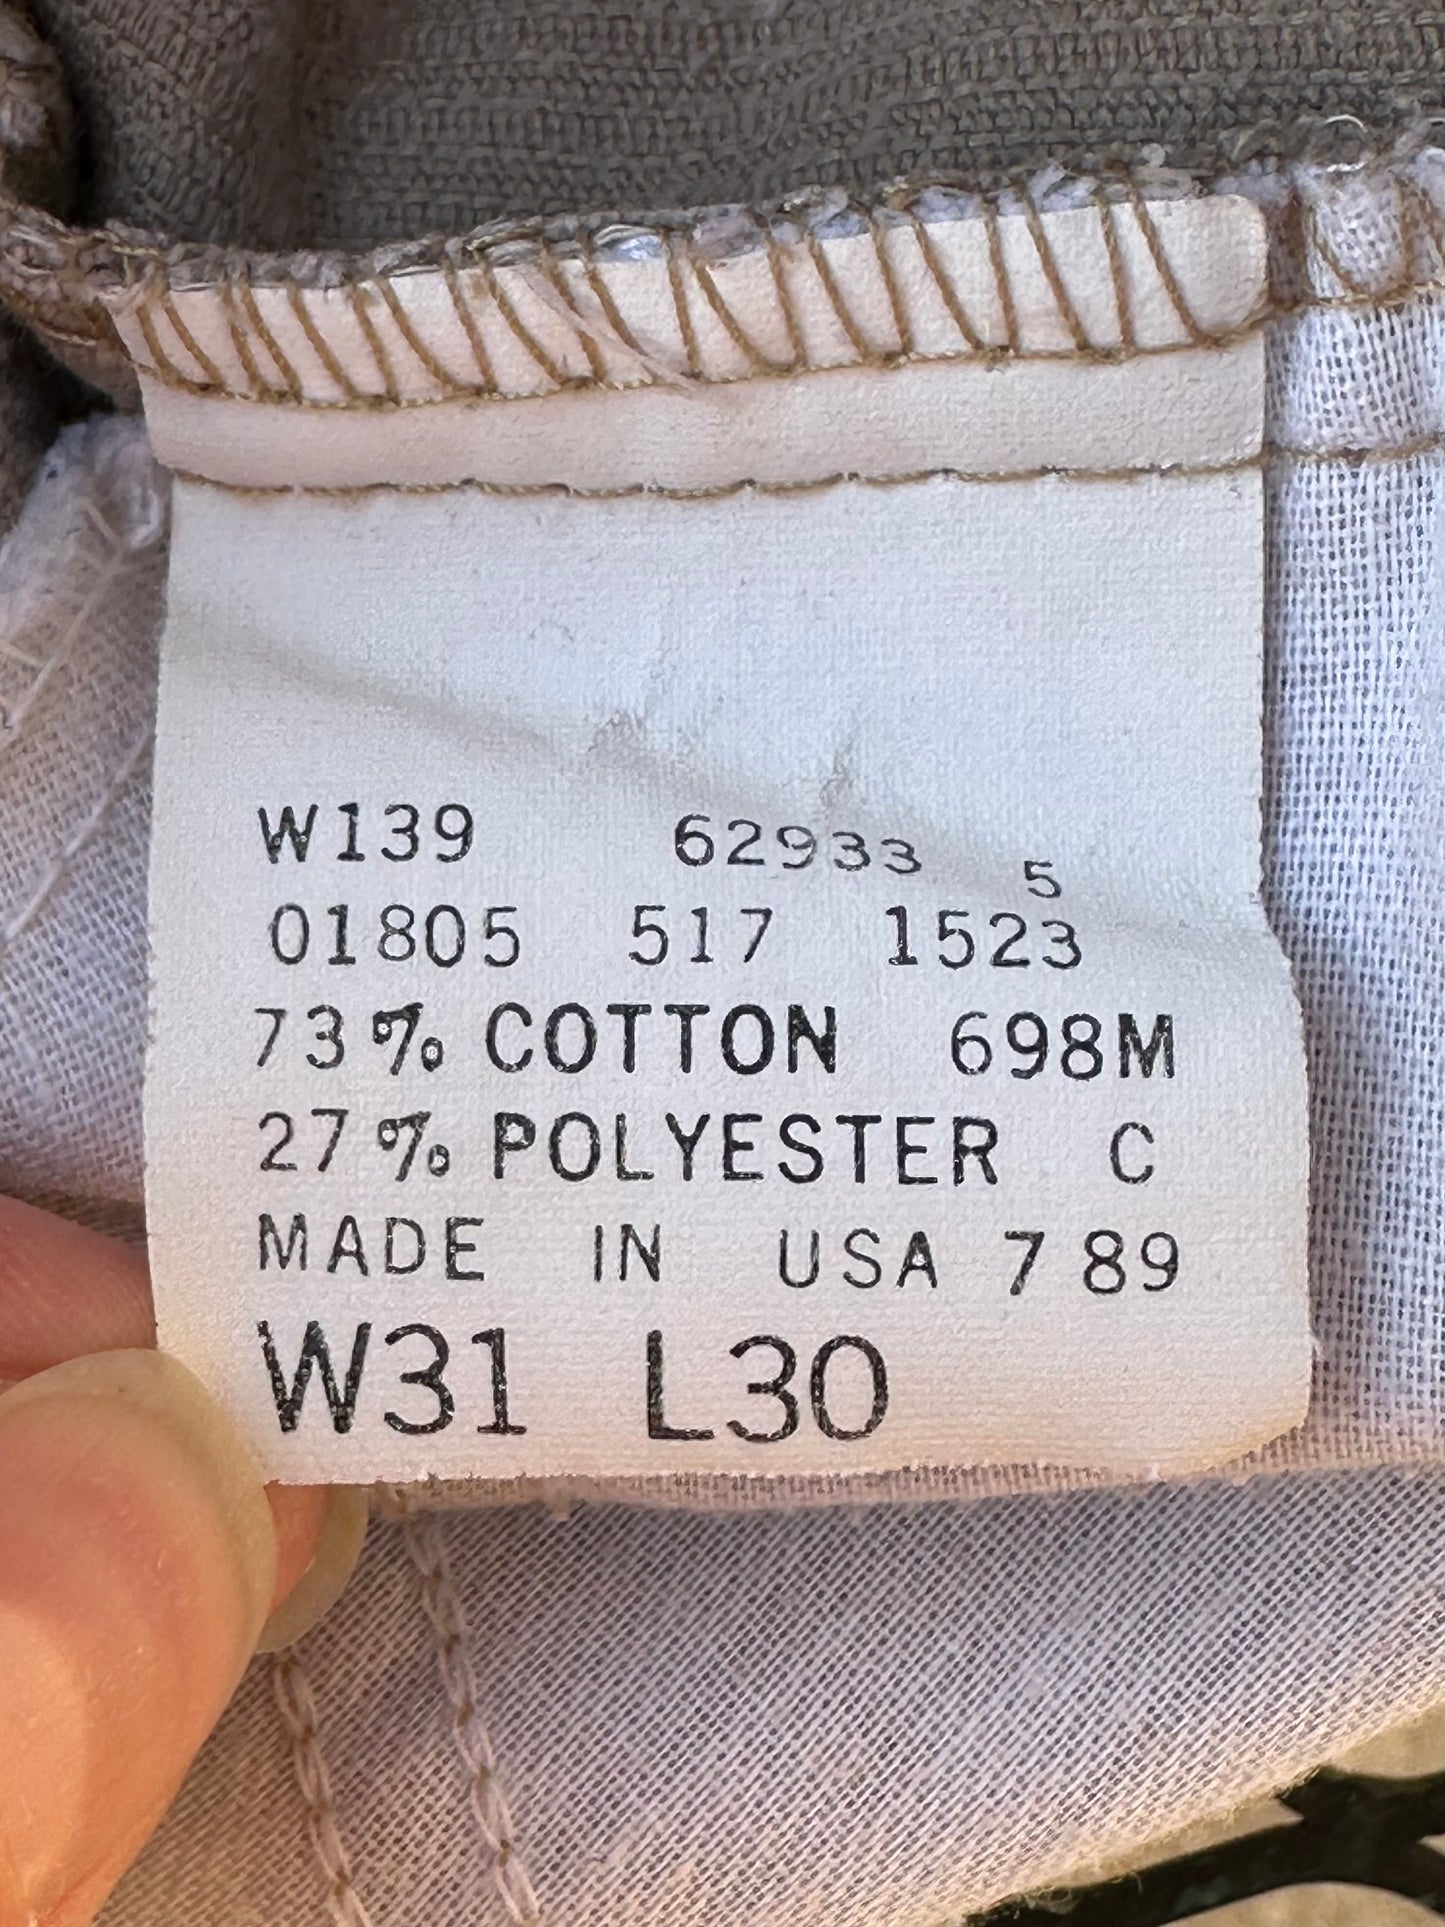 W139 62933 5
01805 517 1523
73% COTTON 698M
27% POLYESTER C
MADE IN USA 7 89
W31 L30